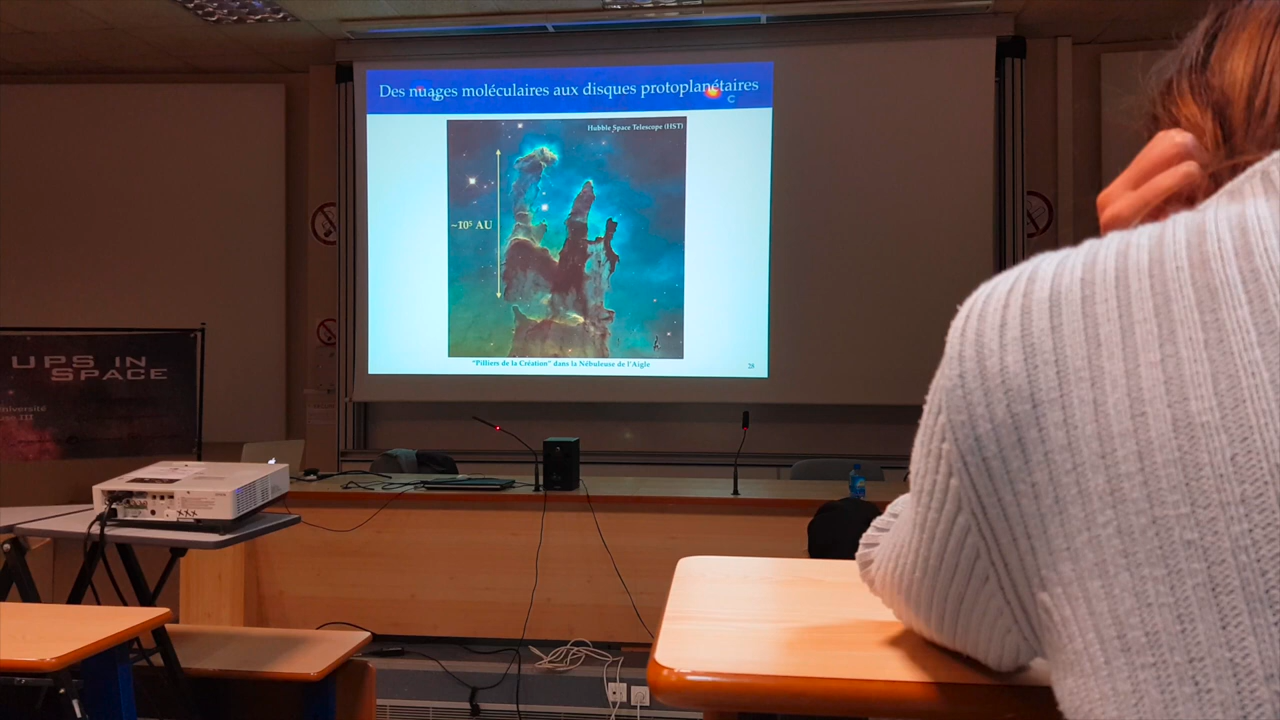 Des nuages moléculaires aux disques protoplanétaires
Hubble Space Telescope (HST)
~10⁵ AU
"Pilliers de la Création" dans la Nébuleuse de l'Aigle
28
UPS IN
SPACE